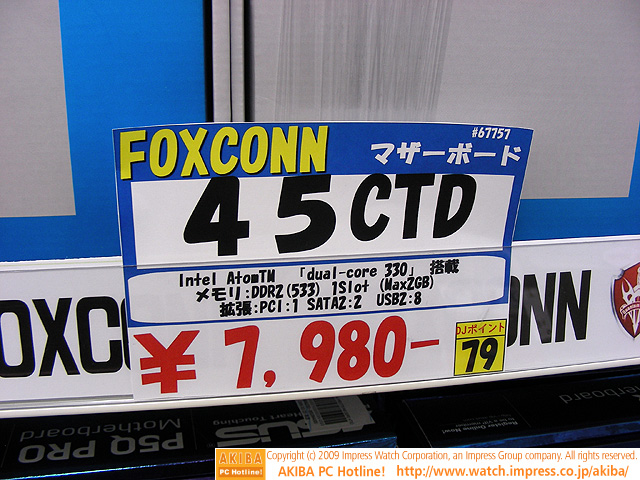 #67757
FOXCONN マザーボード
45CTD
Intel Atom™ 「dual-core 330」 搭載
メモリ:DDR2(533) 1Slot (Max2GB)
拡張:PCI:1 SATA2:2 USB2:8
¥7,980-
DJポイント
79
OXC
ONN
P5Q PRO
Motherboard
ASUS
AKIBA
PC Hotline!
Copyright (c) 2009 Impress Watch Corporation, an Impress Group company. All rights reserved.
AKIBA PC Hotline! http://www.watch.impress.co.jp/akiba/